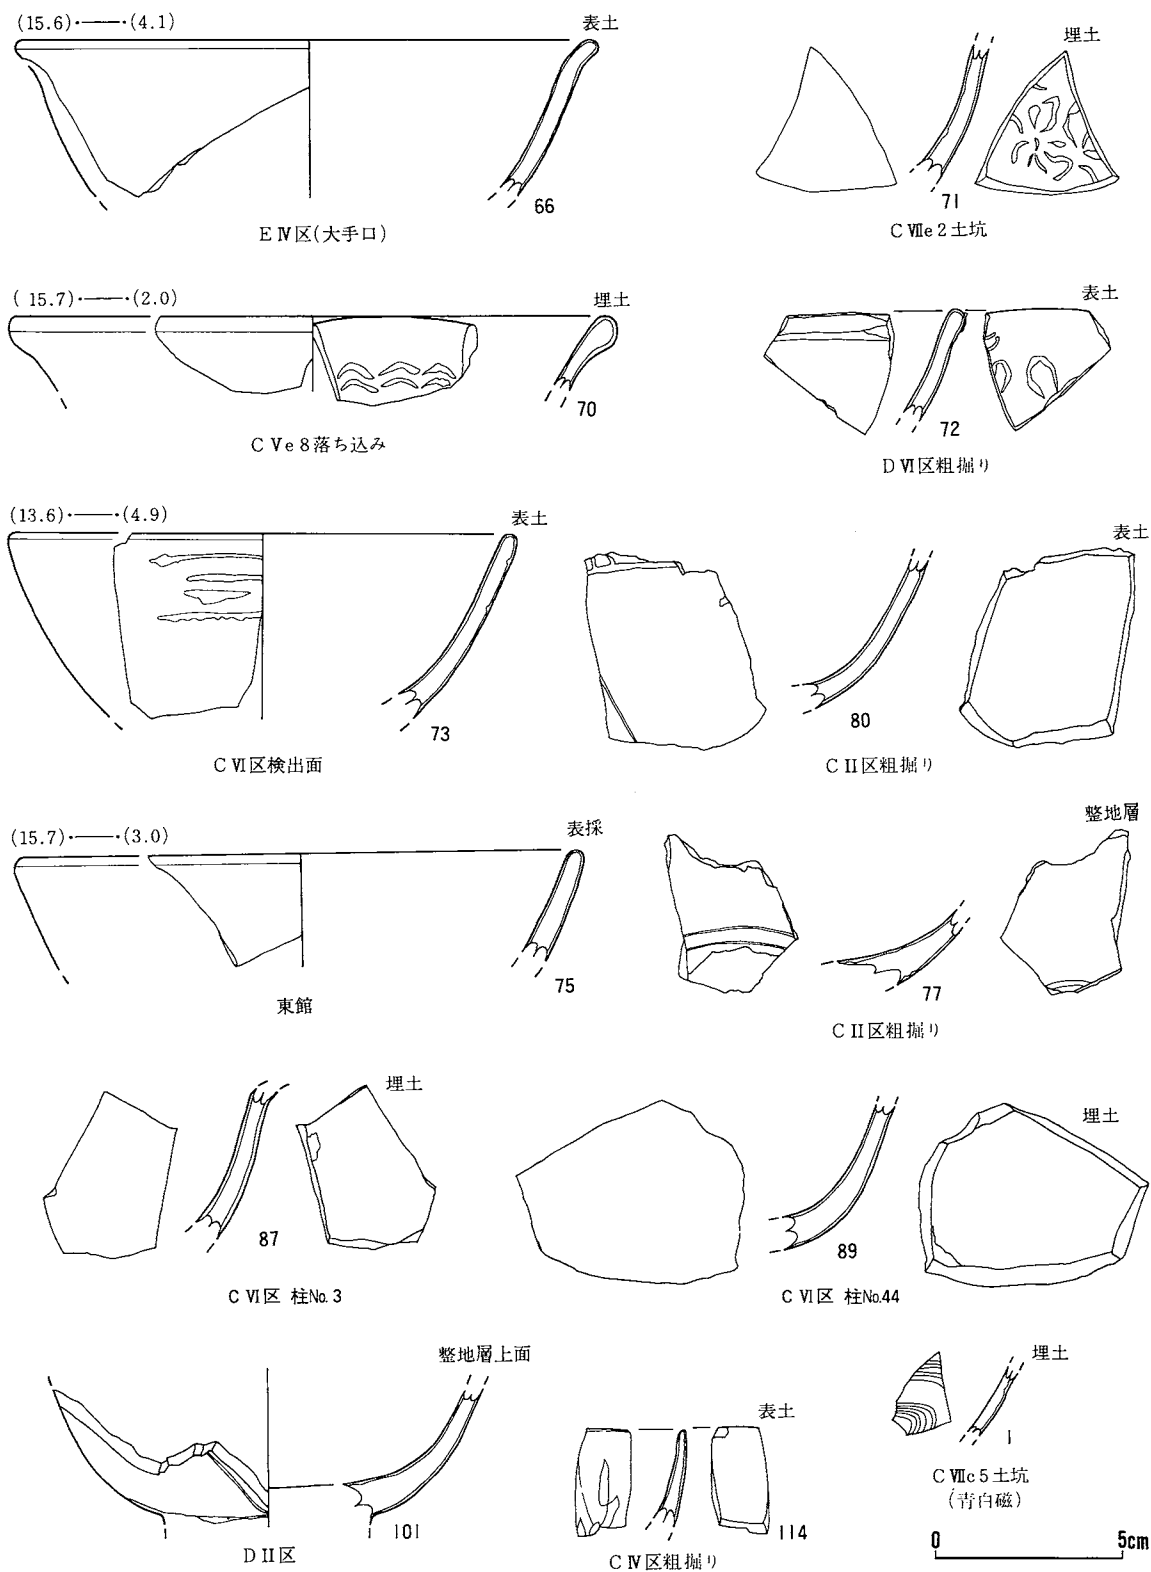 (15.6)・——・(4.1)
表土
66
EⅣ区(大手口)
埋土
71
CⅦe2土坑
(15.7)・——・(2.0)
埋土
70
CⅤe8落ち込み
表土
72
DⅥ区粗掘り
(13.6)・——・(4.9)
表土
73
CⅥ区検出面
表土
80
CⅡ区粗掘り
(15.7)・——・(3.0)
表採
75
東館
整地層
77
CⅡ区粗掘り
埋土
87
CⅥ区 柱No.3
埋土
89
CⅥ区 柱No.44
整地層上面
101
DⅡ区
表土
114
CⅣ区粗掘り
埋土
1
CⅦc5土坑
(青白磁)
0 5cm